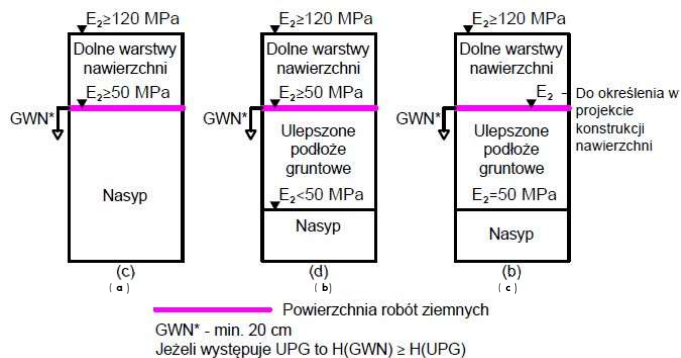 E₂≥120 MPa
Dolne warstwy
nawierzchni
E₂≥50 MPa
GWN*
Nasyp
(c)
(a)
E₂≥120 MPa
Dolne warstwy
nawierzchni
E₂≥50 MPa
GWN*
Ulepszone
podłoże
gruntowe
E₂<50 MPa
Nasyp
(d)
(b)
E₂≥120 MPa
Dolne warstwy
nawierzchni
E₂ - Do określenia w
projekcie
konstrukcji
nawierzchni
GWN*
Ulepszone
podłoże
gruntowe
E₂=50 MPa
Nasyp
(b)
(c)
Powierzchnia robót ziemnych
GWN* - min. 20 cm
Jeżeli występuje UPG to H(GWN) ≥ H(UPG)